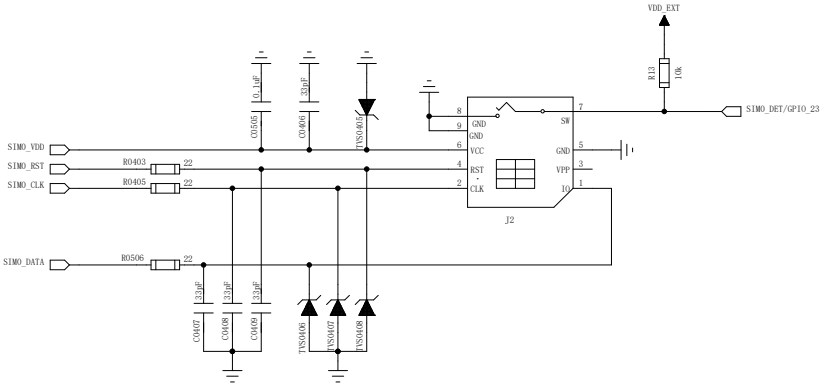 VDD_EXT
R13
10k
SIMO_DET/GPIO_23
0.1uF
C0505
33pF
C0406
TVS0405
8
GND
9
GND
7
SW
SIMO_VDD
6
VCC
5
GND
SIMO_RST
R0403
22
4
RST
3
VPP
SIMO_CLK
R0405
22
2
CLK
1
IO
J2
SIMO_DATA
R0506
22
33pF
C0407
33pF
C0408
33pF
C0409
TVS0406
TVS0407
TVS0408